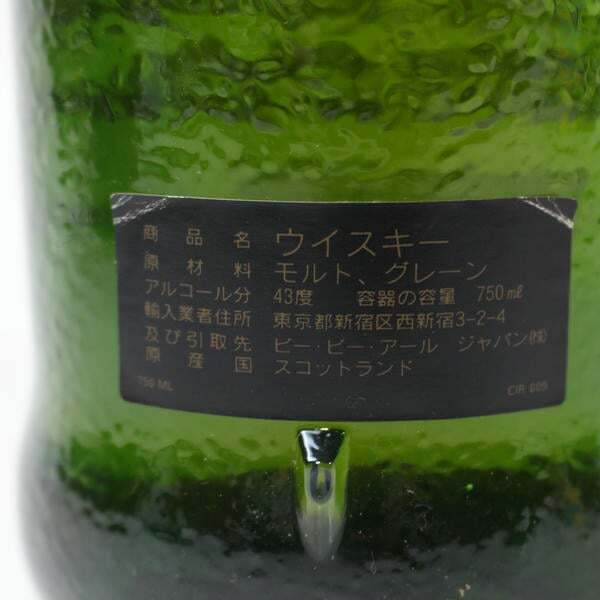 商品名 ウイスキー
原材料 モルト、グレーン
アルコール分 43度 容器の容量 750㎖
輸入業者住所 東京都新宿区西新宿3-2-4
及び引取先 ビー・ビー・アール ジャパン㈱
原産国 スコットランド
750 ML CIR 005